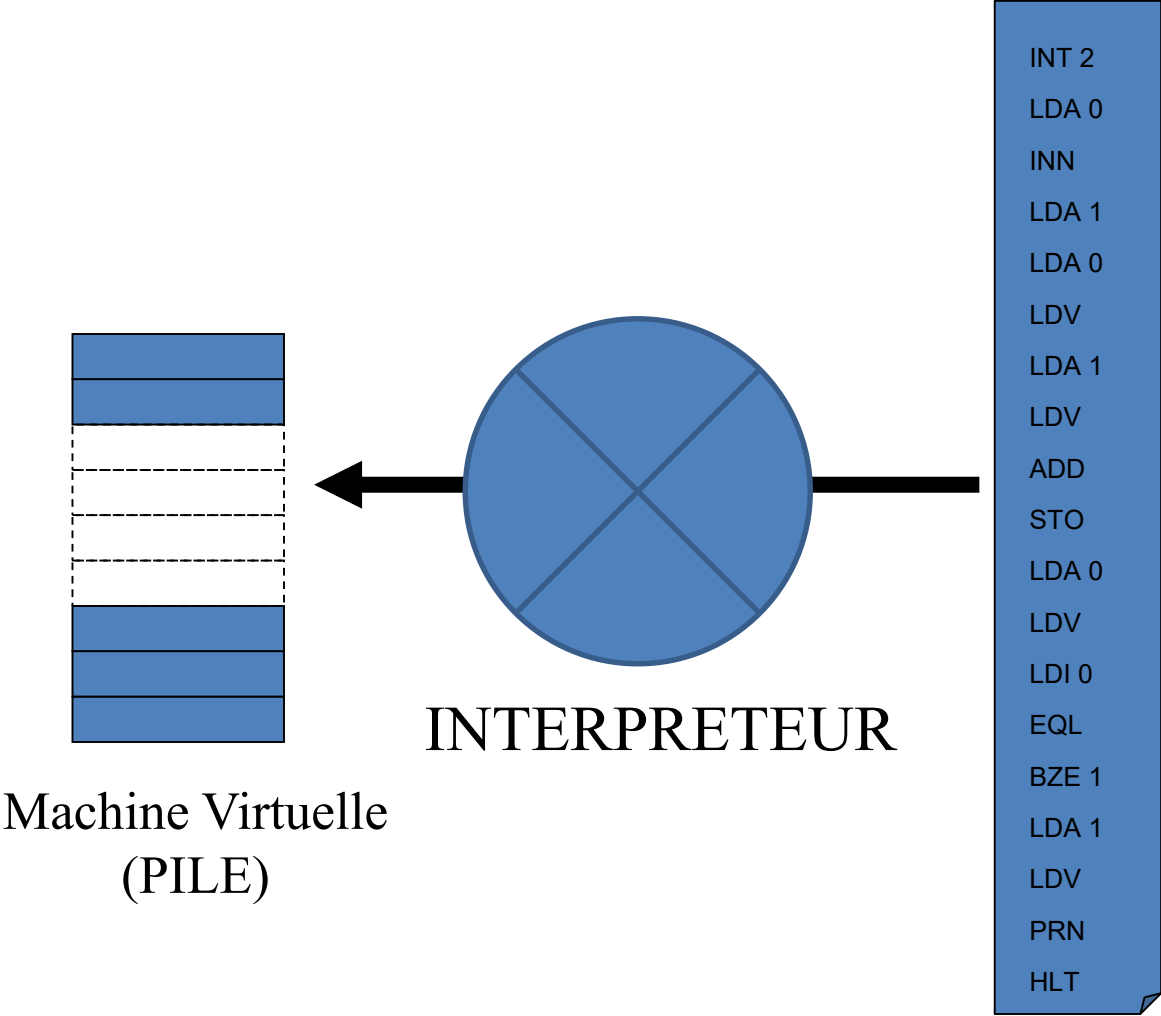 INT 2
LDA 0
INN
LDA 1
LDA 0
LDV
LDA 1
LDV
ADD
STO
LDA 0
LDV
LDI 0
EQL
BZE 1
LDA 1
LDV
PRN
HLT
INTERPRETEUR
Machine Virtuelle
(PILE)